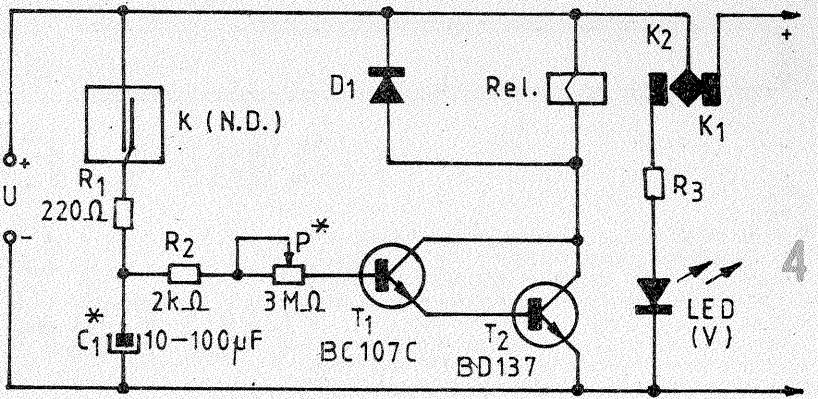 K2
+
D1
Rel.
K (N.D.)
K1
+
U
-
R1
220Ω
R3
R2
P*
2kΩ
3MΩ
4
*
C1
10-100µF
T1
BC107C
T2
BD137
LED
(V)